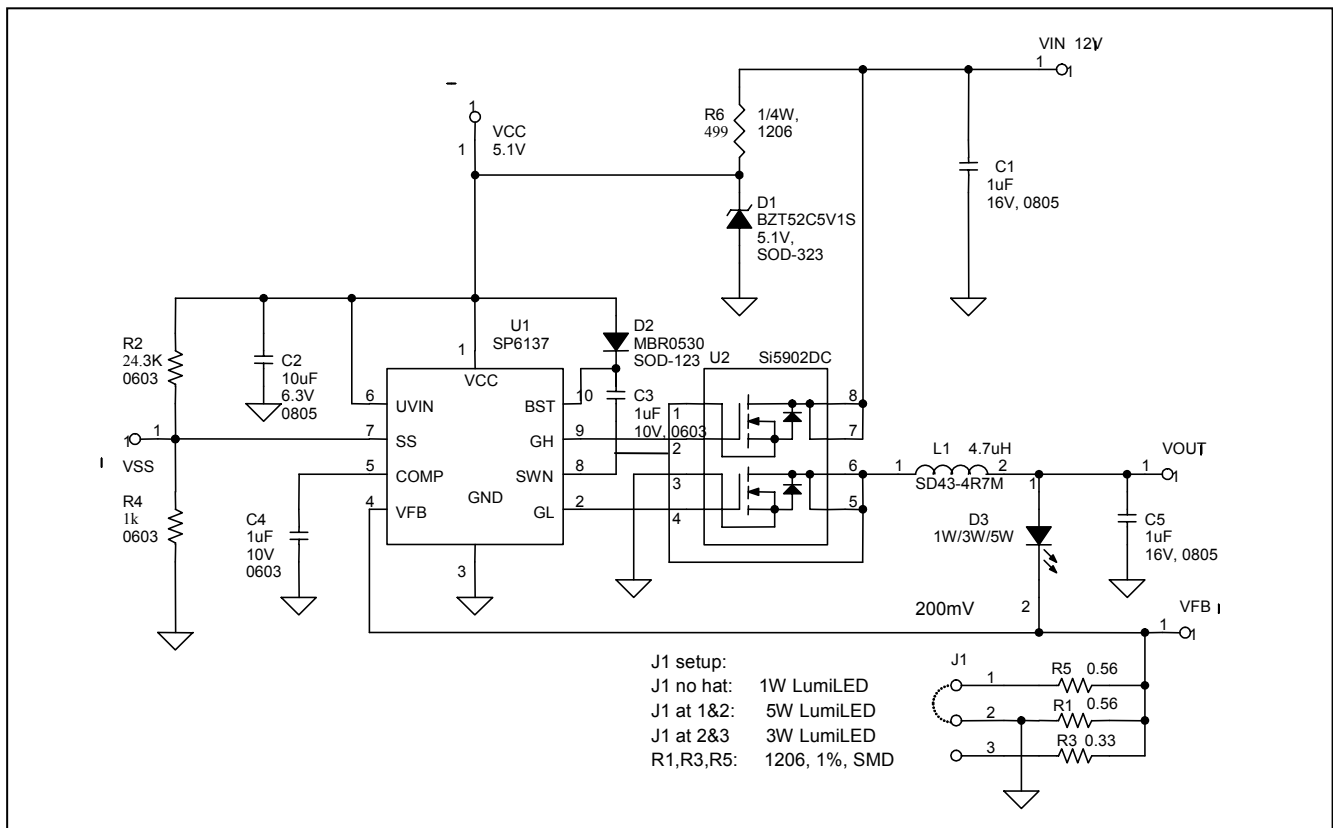 VIN 12V
1
1
R6
499
1/4W,
1206
C1
1uF
16V, 0805
1
VCC
5.1V
1
D1
BZT52C5V1S
5.1V,
SOD-323
R2
24.3K
0603
C2
10uF
6.3V
0805
U1
SP6137
1
VCC
D2
MBR0530
SOD-123
C3
1uF
10V, 0603
U2
Si5902DC
6
UVIN
7
SS
5
COMP
4
VFB
GND
3
BST
10
GH
9
SWN
8
GL
2
1
2
3
4
8
7
6
5
1
1
VSS
R4
1k
0603
C4
1uF
10V
0603
1
L1 4.7uH
2
SD43-4R7M
VOUT
1
1
1
D3
1W/3W/5W
2
C5
1uF
16V, 0805
200mV
VFB
1
1
J1 setup:
J1 no hat: 1W LumiLED
J1 at 1&2: 5W LumiLED
J1 at 2&3 3W LumiLED
R1,R3,R5: 1206, 1%, SMD
J1
1
R5 0.56
2
R1 0.56
3
R3 0.33